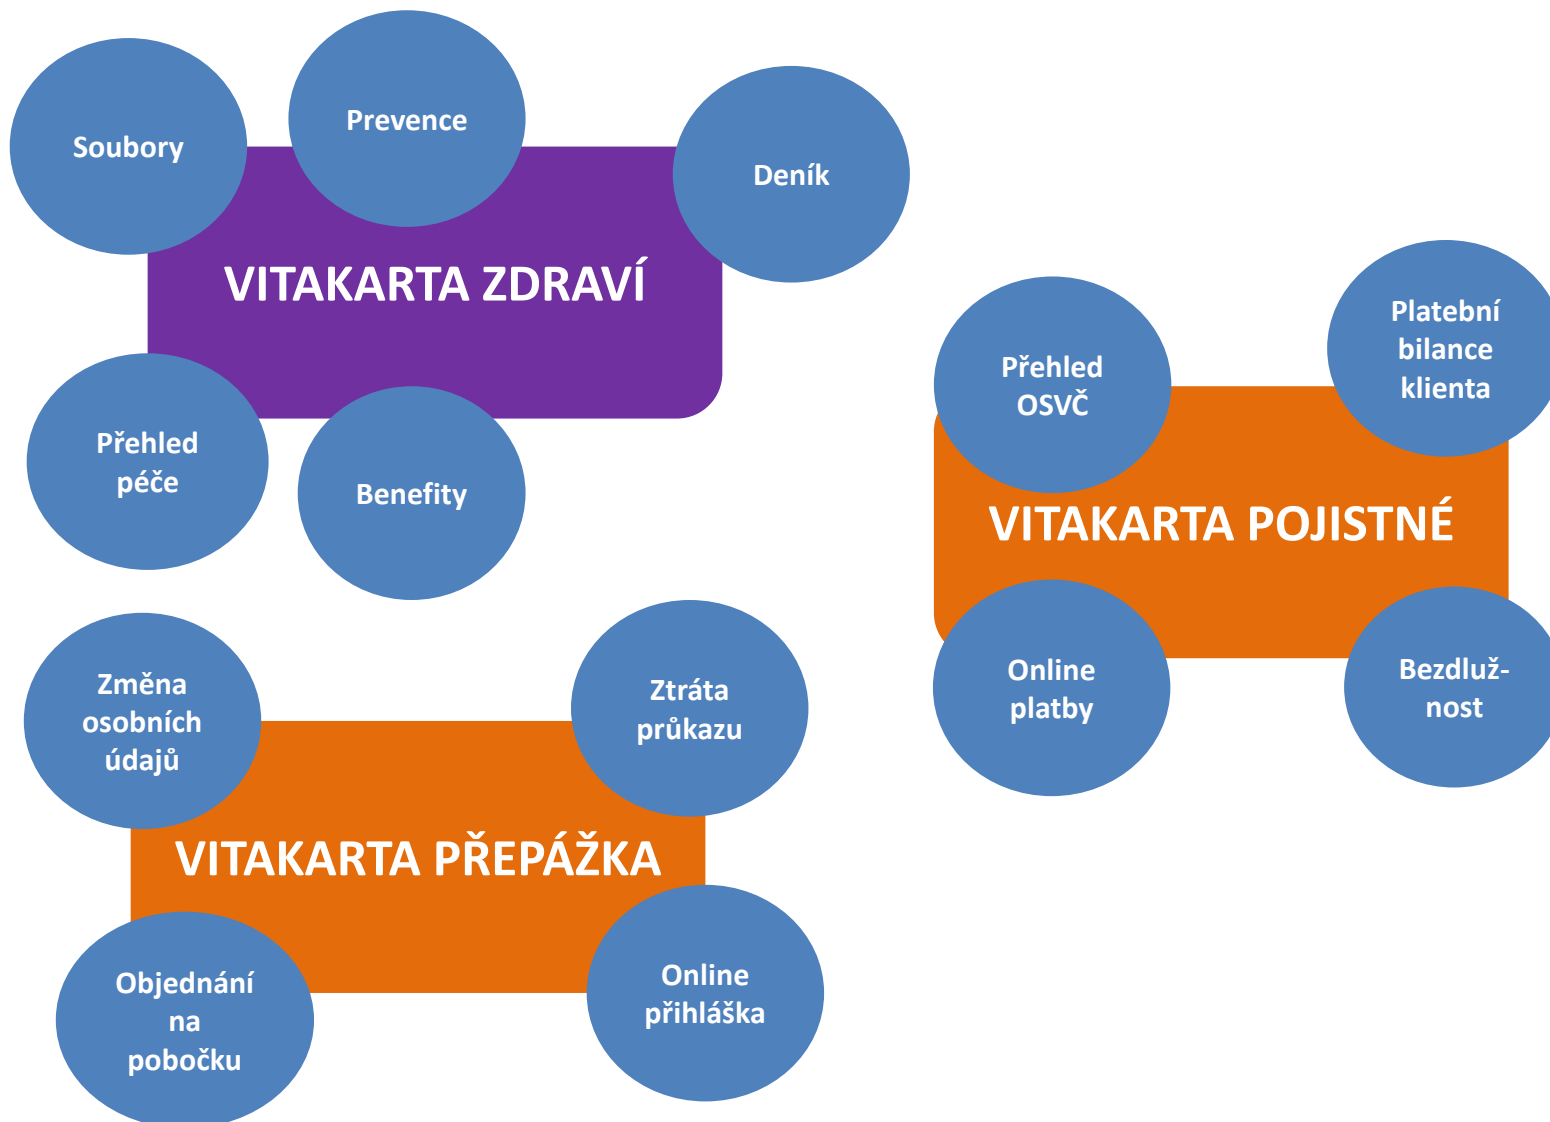 Soubory
Prevence
Deník
VITAKARTA ZDRAVÍ
Přehled
péče
Benefity
Přehled
OSVČ
Platební
bilance
klienta
VITAKARTA POJISTNÉ
Online
platby
Bezdluž-
nost
Změna
osobních
údajů
Ztráta
průkazu
VITAKARTA PŘEPÁŽKA
Objednání
na
pobočku
Online
přihláška